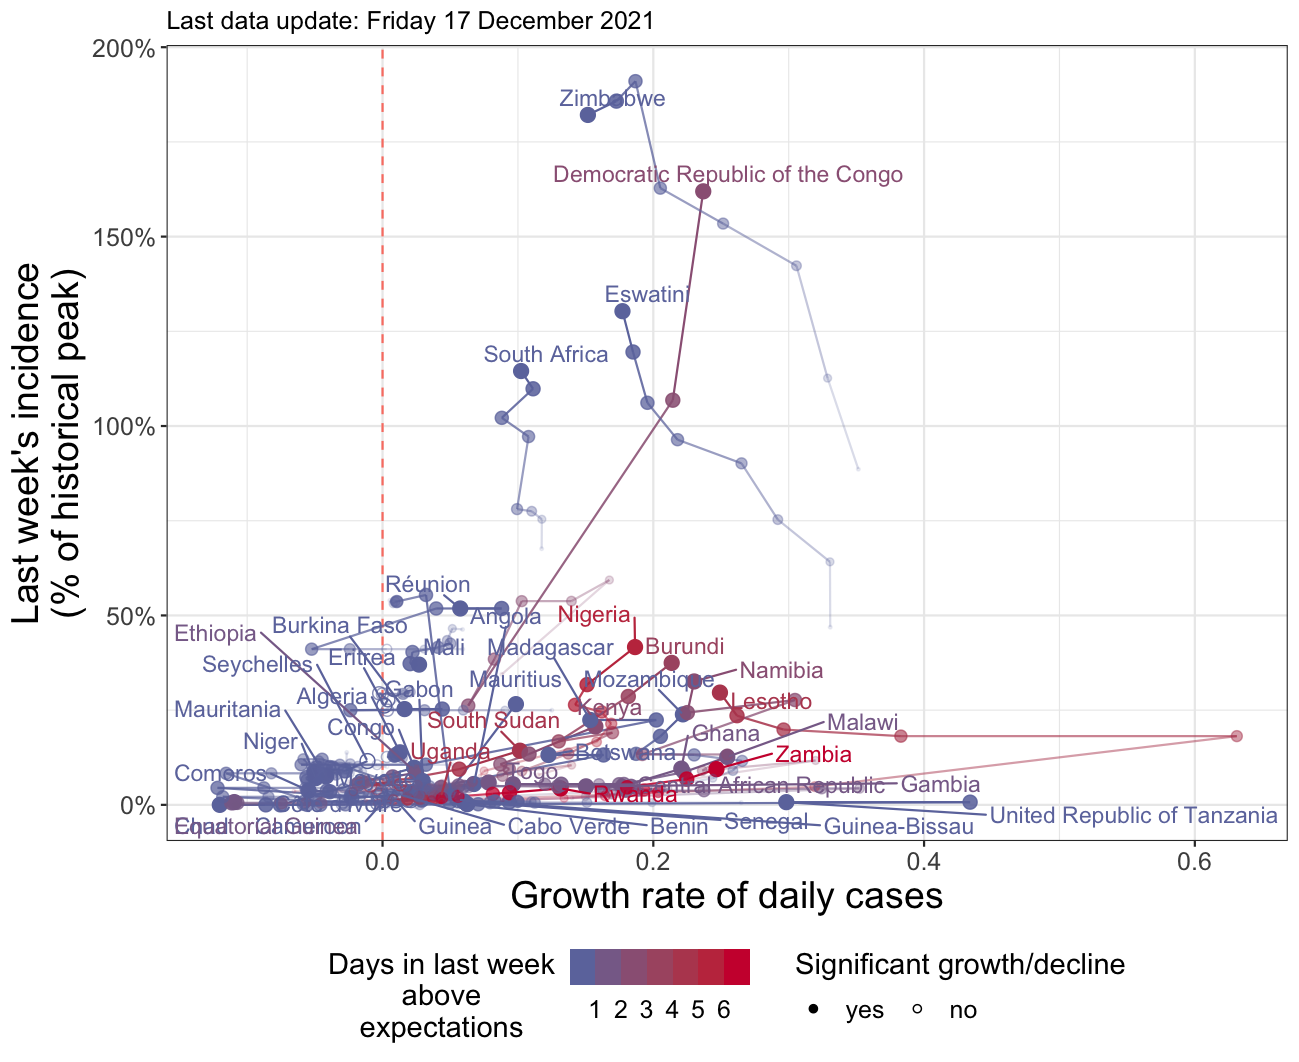 Last data update: Friday 17 December 2021
200%
150%
100%
50%
0%
Last week's incidence
(% of historical peak)
Zimbabwe
Democratic Republic of the Congo
Eswatini
South Africa
Réunion
Angola
Nigeria
Burkina Faso
Ethiopia
Mali
Madagascar
Burundi
Eritrea
Seychelles
Namibia
Mauritius
Mozambique
Algeria
Gabon
Lesotho
Mauritania
Kenya
South Sudan
Malawi
Congo
Ghana
Niger
Uganda
Botswana
Zambia
Comoros
Togo
Central African Republic
Gambia
Rwanda
United Republic of Tanzania
Equatorial Guinea
Cameroon
Guinea
Cabo Verde
Benin
Senegal
Guinea-Bissau
0.0
0.2
0.4
0.6
Growth rate of daily cases
Days in last week
above
expectations
1 2 3 4 5 6
Significant growth/decline
yes
no